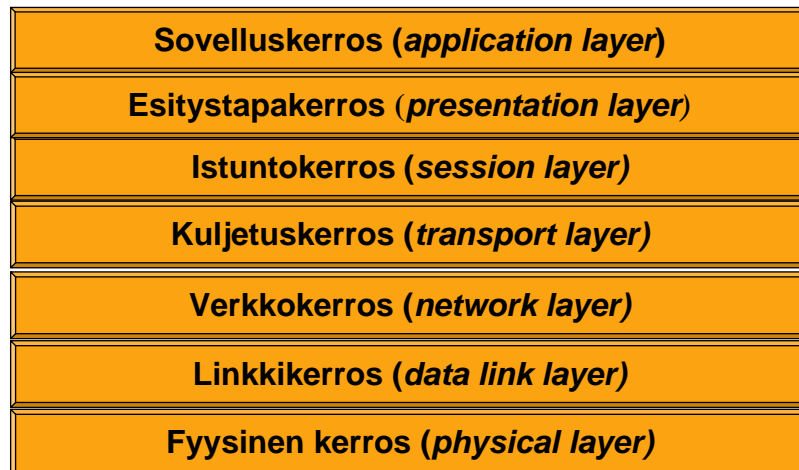 Sovelluskerros (application layer)
Esitystapakerros (presentation layer)
Istuntokerros (session layer)
Kuljetuskerros (transport layer)
Verkkokerros (network layer)
Linkkikerros (data link layer)
Fyysinen kerros (physical layer)